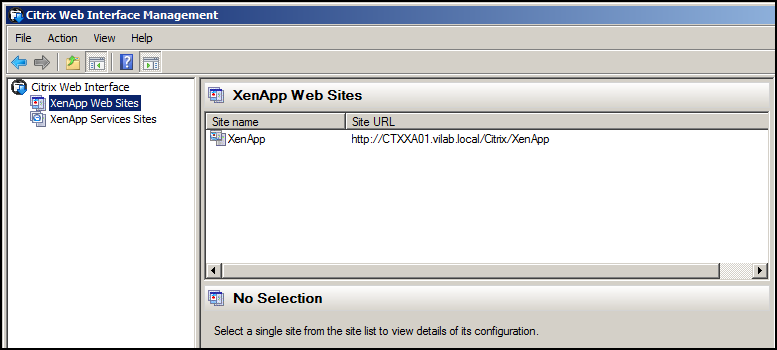 Citrix Web Interface Management
File Action View Help
Citrix Web Interface
XenApp Web Sites
XenApp Services Sites
XenApp Web Sites
Site name Site URL
XenApp http://CTXXA01.vilab.local/Citrix/XenApp
No Selection
Select a single site from the site list to view details of its configuration.